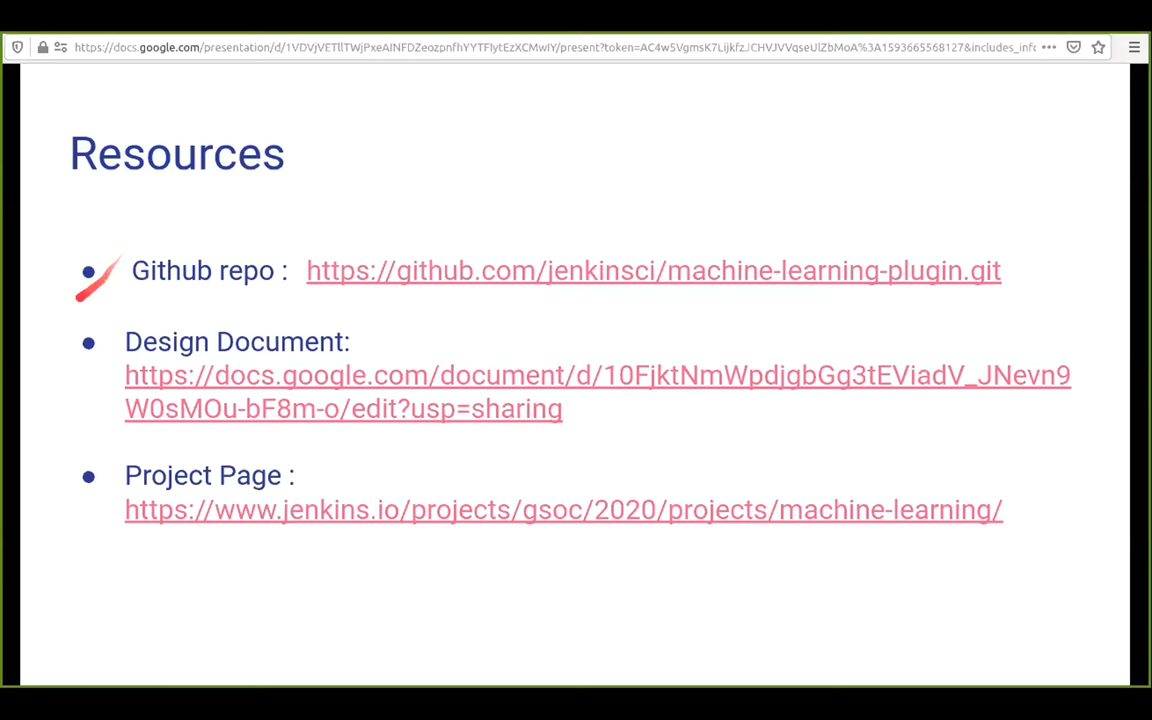 Resources
Github repo : https://github.com/jenkinsci/machine-learning-plugin.git
Design Document:
https://docs.google.com/document/d/10FjktNmWpdjgbGg3tEViadV_JNevn9
W0sMOu-bF8m-o/edit?usp=sharing
Project Page :
https://www.jenkins.io/projects/gsoc/2020/projects/machine-learning/